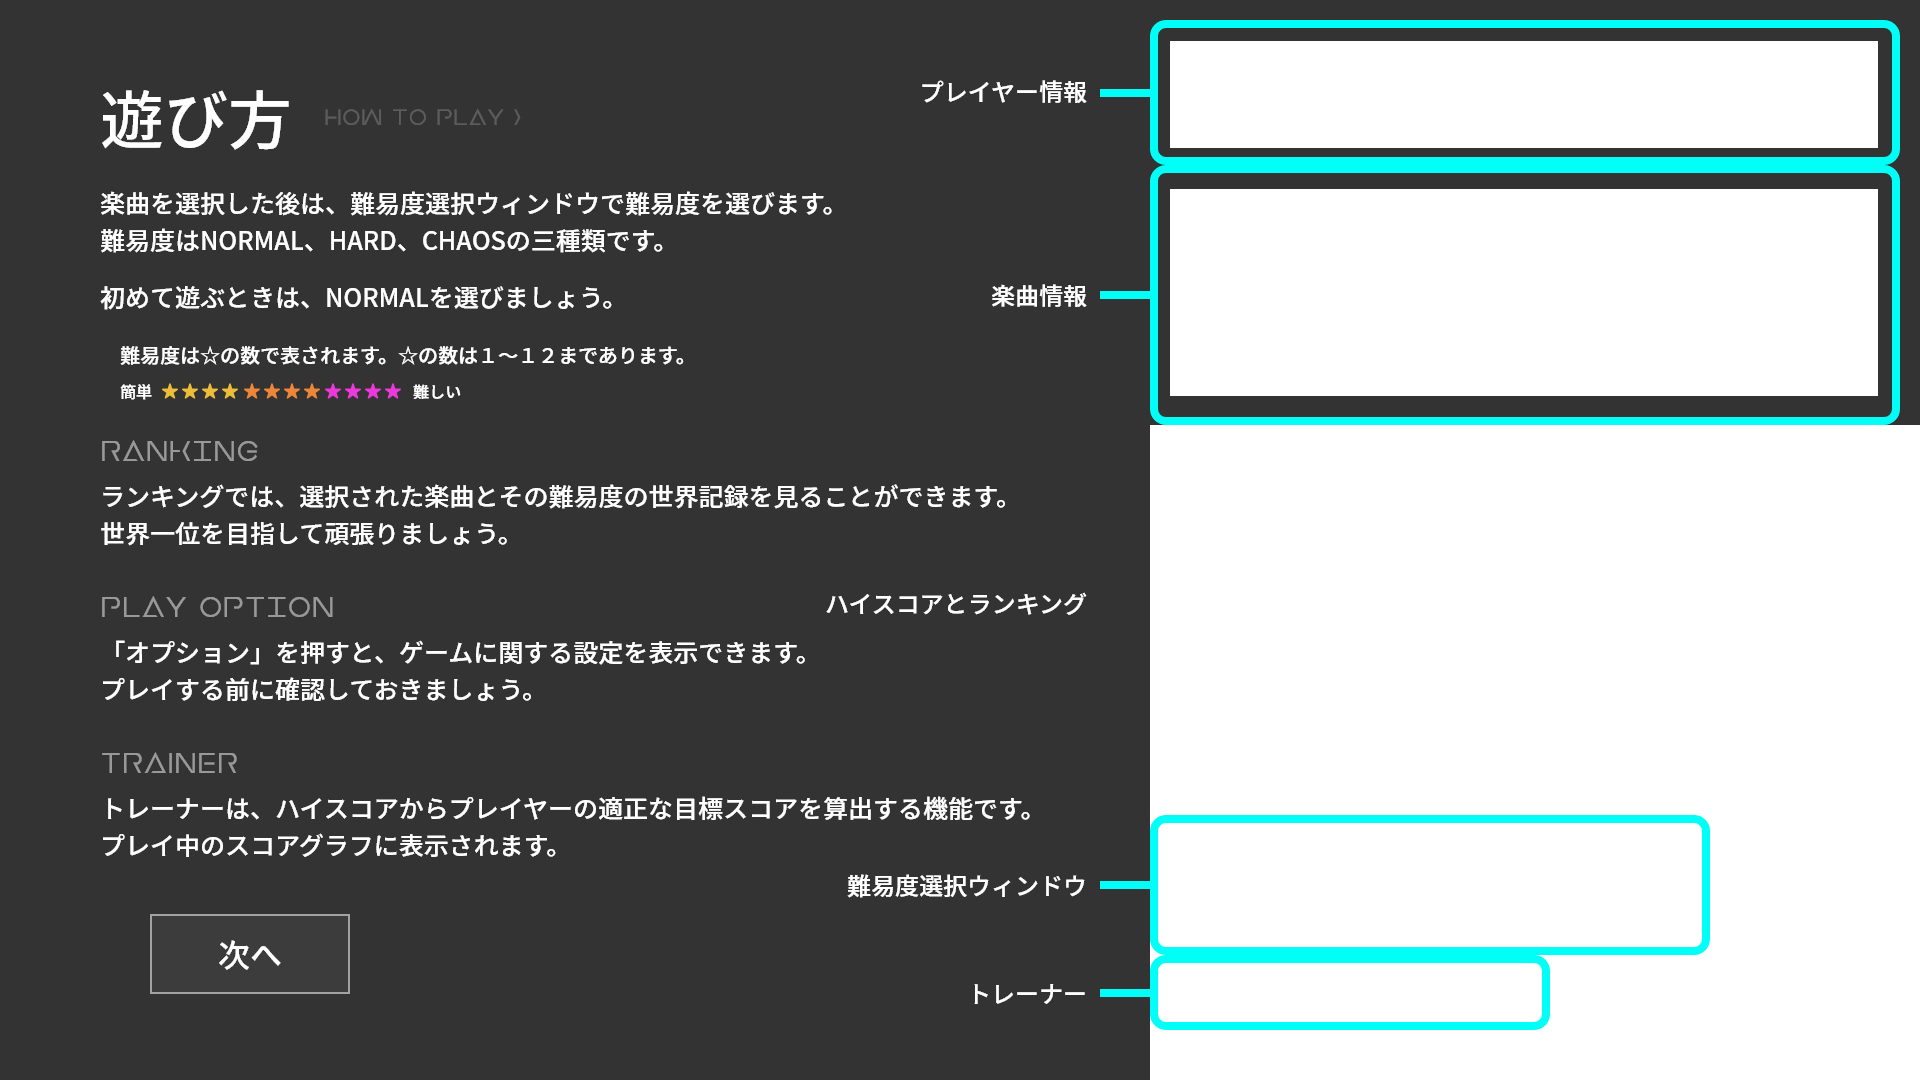 遊び方 HOW TO PLAY 〉
楽曲を選択した後は、難易度選択ウィンドウで難易度を選びます。
難易度はNORMAL、HARD、CHAOSの三種類です。
初めて遊ぶときは、NORMALを選びましょう。
難易度は☆の数で表されます。☆の数は１～１２まであります。
簡単 ★★★★★★★★★★★★ 難しい
RANKING
ランキングでは、選択された楽曲とその難易度の世界記録を見ることができます。
世界一位を目指して頑張りましょう。
PLAY OPTION
「オプション」を押すと、ゲームに関する設定を表示できます。
プレイする前に確認しておきましょう。
TRAINER
トレーナーは、ハイスコアからプレイヤーの適正な目標スコアを算出する機能です。
プレイ中のスコアグラフに表示されます。
次へ
プレイヤー情報
楽曲情報
ハイスコアとランキング
難易度選択ウィンドウ
トレーナー